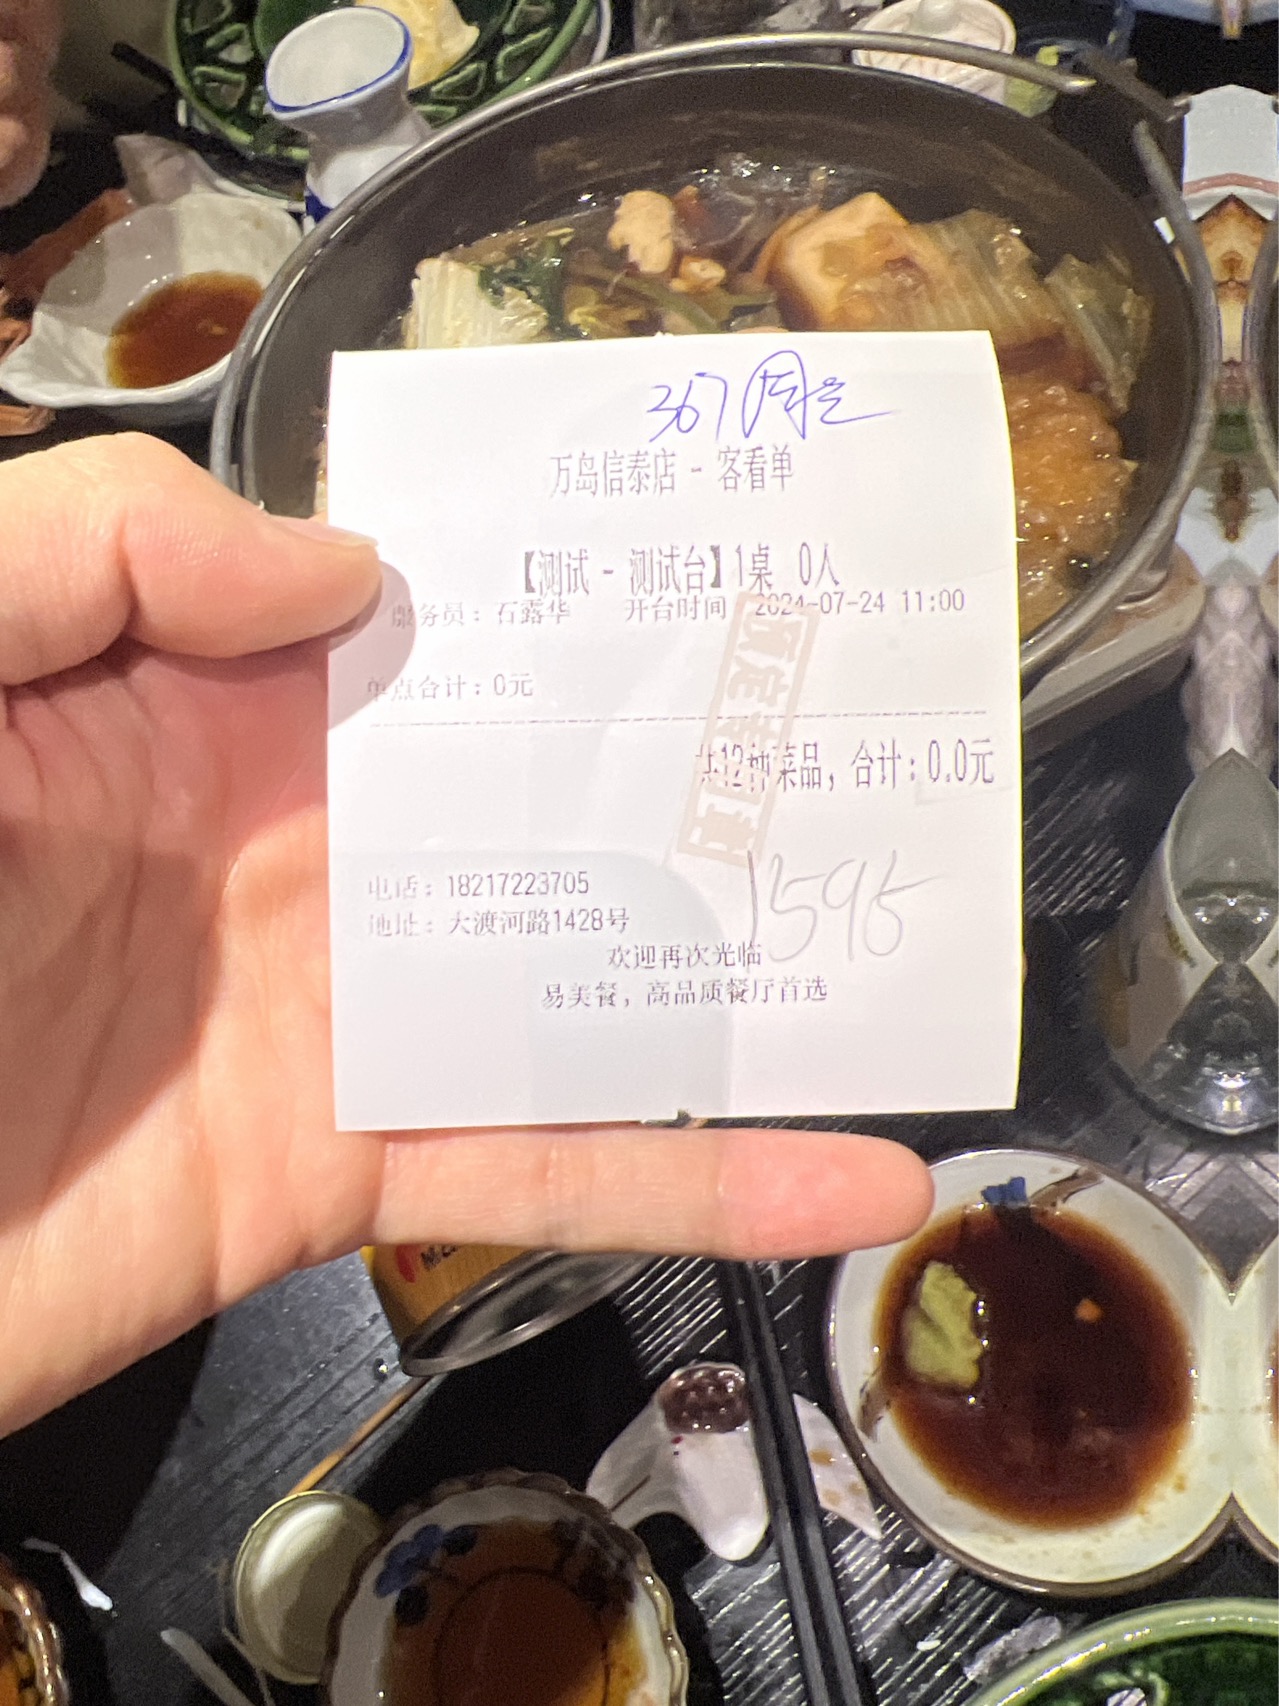 367
万岛信泰店 - 客看单
【测试 - 测试台】1桌 0人
服务员：石露华 开台时间 2024-07-24 11:00
单点合计：0元
共12种菜品，合计：0.0元
电话：18217223705
1595
地址：大渡河路1428号
欢迎再次光临
易美餐，高品质餐厅首选